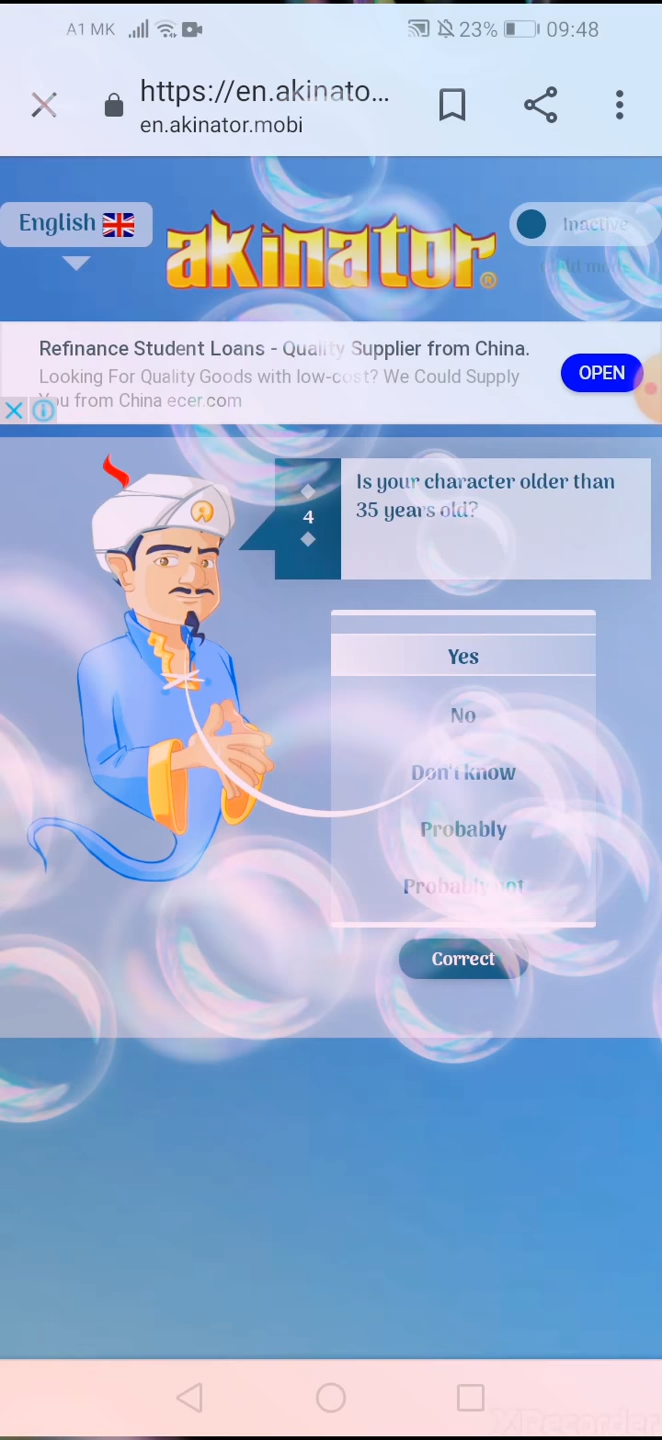 A1 MK
23%
09:48
https://en.akinato...
en.akinator.mobi
English
akinator
®
Inactive
Refinance Student Loans - Quality Supplier from China.
Looking For Quality Goods with low-cost? We Could Supply
You from China ecer.com
OPEN
4
Is your character older than
35 years old?
Yes
No
Don't know
Probably
Probably not
Correct
XRecorder